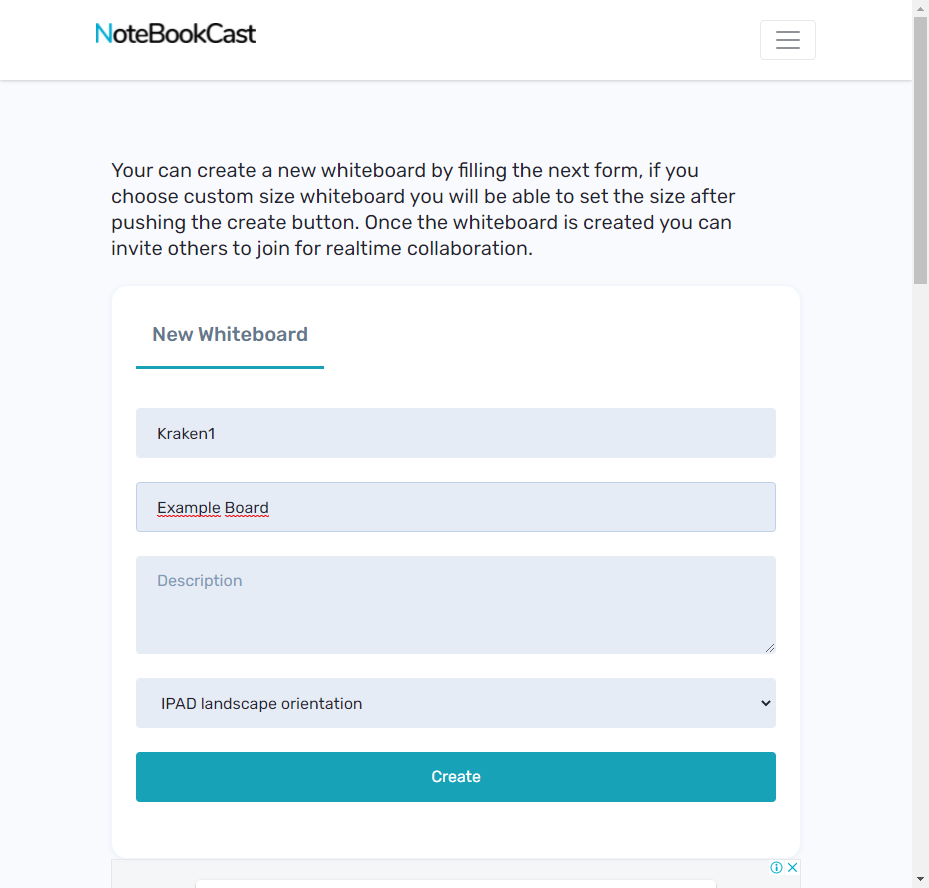 NoteBookCast
Your can create a new whiteboard by filling the next form, if you
choose custom size whiteboard you will be able to set the size after
pushing the create button. Once the whiteboard is created you can
invite others to join for realtime collaboration.
New Whiteboard
Kraken1
Example Board
Description
IPAD landscape orientation
Create